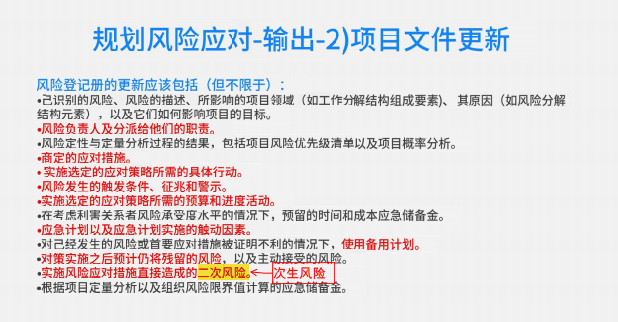 规划风险应对-输出-2)项目文件更新
风险登记册的更新应该包括（但不限于）：
•已识别的风险、风险的描述、所影响的项目领域（如工作分解结构组成要素)、其原因（如风险分解
结构元素），以及它们如何影响项目的目标。
•风险负责人及分派给他们的职责。
•风险定性与定量分析过程的结果，包括项目风险优先级清单以及项目概率分析。
•商定的应对措施。
•实施选定的应对策略所需的具体行动。
•风险发生的触发条件、征兆和警示。
•实施选定的应对策略所需的预算和进度活动。
•在考虑利害关系者风险承受度水平的情况下，预留的时间和成本应急储备金。
•应急计划以及应急计划实施的触动因素。
•对已经发生的风险或首要应对措施被证明不利的情况下，使用备用计划。
•对策实施之后预计仍将残留的风险，以及主动接受的风险。
•实施风险应对措施直接造成的二次风险。 次生风险
•根据项目定量分析以及组织风险限界值计算的应急储备金。